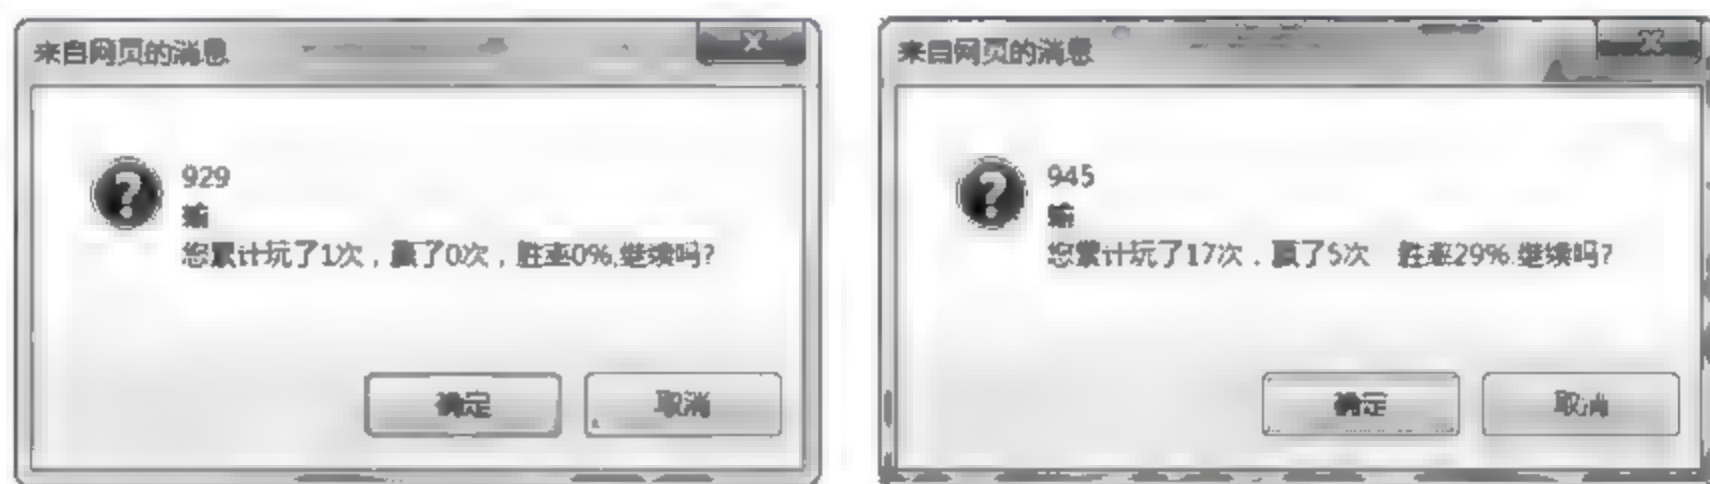 来自网页的消息
X
929
输
您累计玩了1次，赢了0次，胜率0%,继续吗?
确定
取消
来自网页的消息
X
945
输
您累计玩了17次，赢了5次 胜率29%.继续吗?
确定
取消